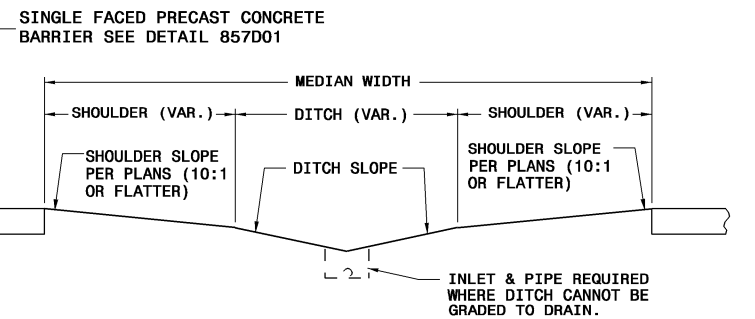 SINGLE FACED PRECAST CONCRETE
BARRIER SEE DETAIL 857D01
MEDIAN WIDTH
SHOULDER (VAR.)
DITCH (VAR.)
SHOULDER (VAR.)
SHOULDER SLOPE
PER PLANS (10:1
OR FLATTER)
DITCH SLOPE
SHOULDER SLOPE
PER PLANS (10:1
OR FLATTER)
INLET & PIPE REQUIRED
WHERE DITCH CANNOT BE
GRADED TO DRAIN.